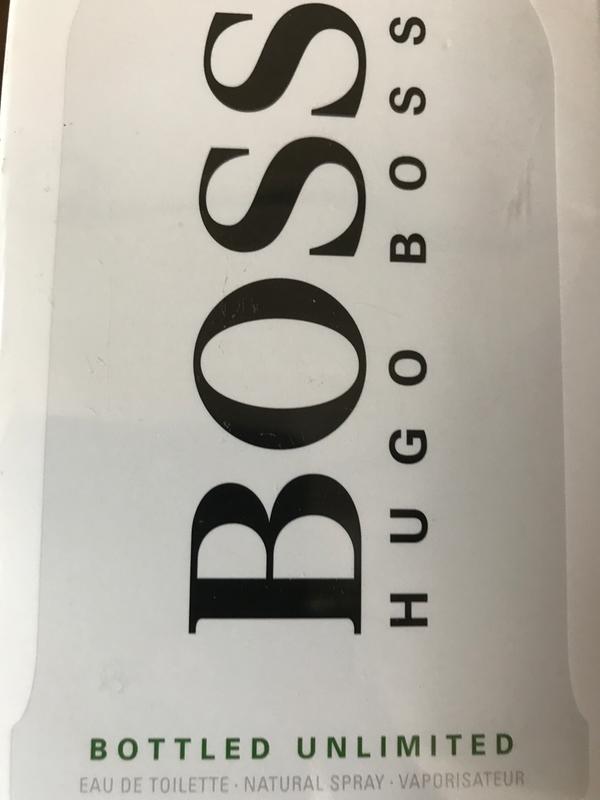 BOSS
HUGO BOSS
BOTTLED UNLIMITED
EAU DE TOILETTE · NATURAL SPRAY · VAPORISATEUR